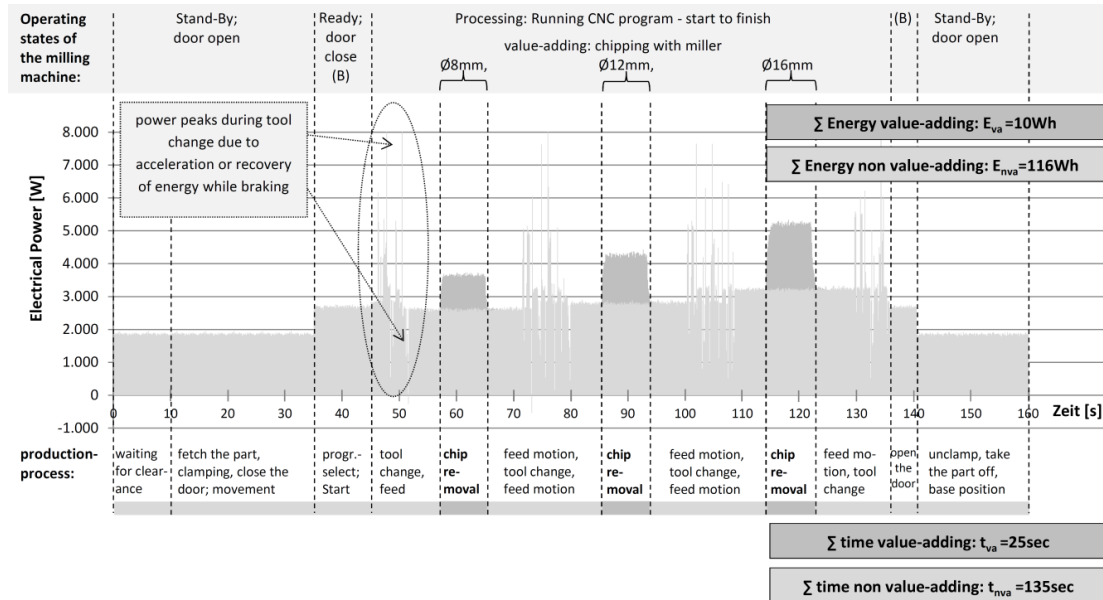 Operating
states of
the milling
machine:
Stand-By;
door open
Ready;
door
close
(B)
Processing: Running CNC program - start to finish
value-adding: chipping with miller
Ø8mm,
Ø12mm,
Ø16mm
(B)
Stand-By;
door open
power peaks during tool
change due to
acceleration or recovery
of energy while braking
∑ Energy value-adding: Eva =10Wh
∑ Energy non value-adding: Enva=116Wh
Electrical Power [W]
8.000
7.000
6.000
5.000
4.000
3.000
2.000
1.000
0
-1.000
0 10 20 30 40 50 60 70 80 90 100 110 120 130 140 150 160 Zeit [s]
production-
process:
waiting
for clear-
ance
fetch the part,
clamping, close the
door; movement
progr.-
select;
Start
tool
change,
feed
chip
re-
moval
feed motion,
tool change,
feed motion
chip
re-
moval
feed motion,
tool change,
feed motion
chip
re-
moval
feed mo-
tion, tool
change
open
the
door
unclamp, take
the part off,
base position
∑ time value-adding: tva =25sec
∑ time non value-adding: tnva =135sec